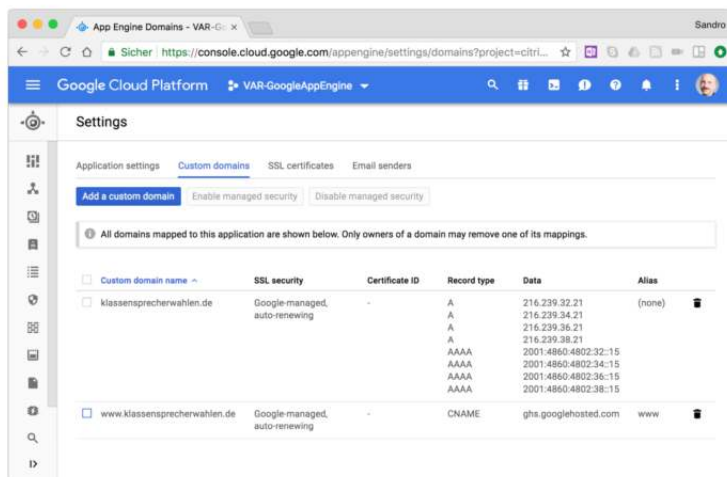 App Engine Domains - VAR-G
Sandro
Sicher https://console.cloud.google.com/appengine/settings/domains?project=citri...
Google Cloud Platform VAR-GoogleAppEngine
Settings
Application settings Custom domains SSL certificates Email senders
Add a custom domain Enable managed security Disable managed security
All domains mapped to this application are shown below. Only owners of a domain may remove one of its mappings.
Custom domain name SSL security Certificate ID Record type Data Alias
klassensprecherwahlen.de Google-managed, - A 216.239.32.21 (none)
auto-renewing A 216.239.34.21
A 216.239.36.21
A 216.239.38.21
AAAA 2001:4860:4802:32::15
AAAA 2001:4860:4802:34::15
AAAA 2001:4860:4802:36::15
AAAA 2001:4860:4802:38::15
www.klassensprecherwahlen.de Google-managed, - CNAME ghs.googlehosted.com www
auto-renewing